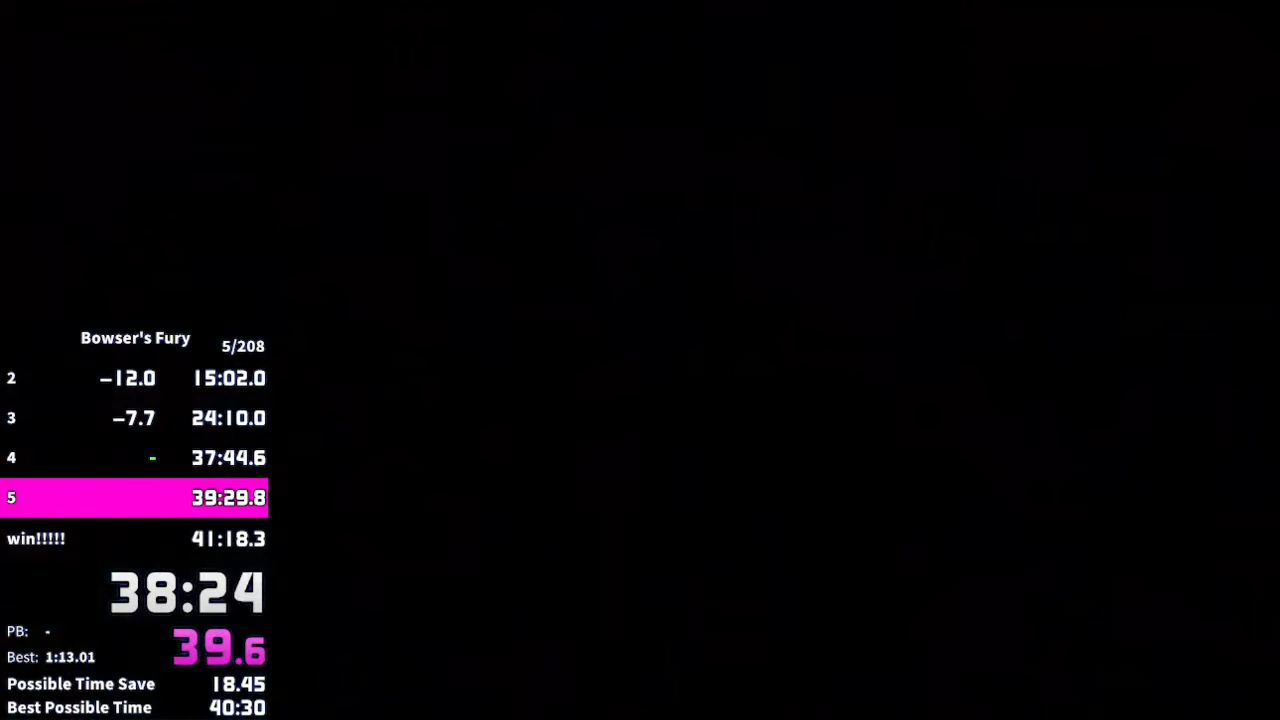 Bowser's Fury
5/208
2 −12.0 15:02.0
3 −7.7 24:10.0
4 - 37:44.6
5 39:29.8
win!!!!! 41:18.3
38:24
PB: -
39.6
Best: 1:13.01
Possible Time Save 18.45
Best Possible Time 40:30